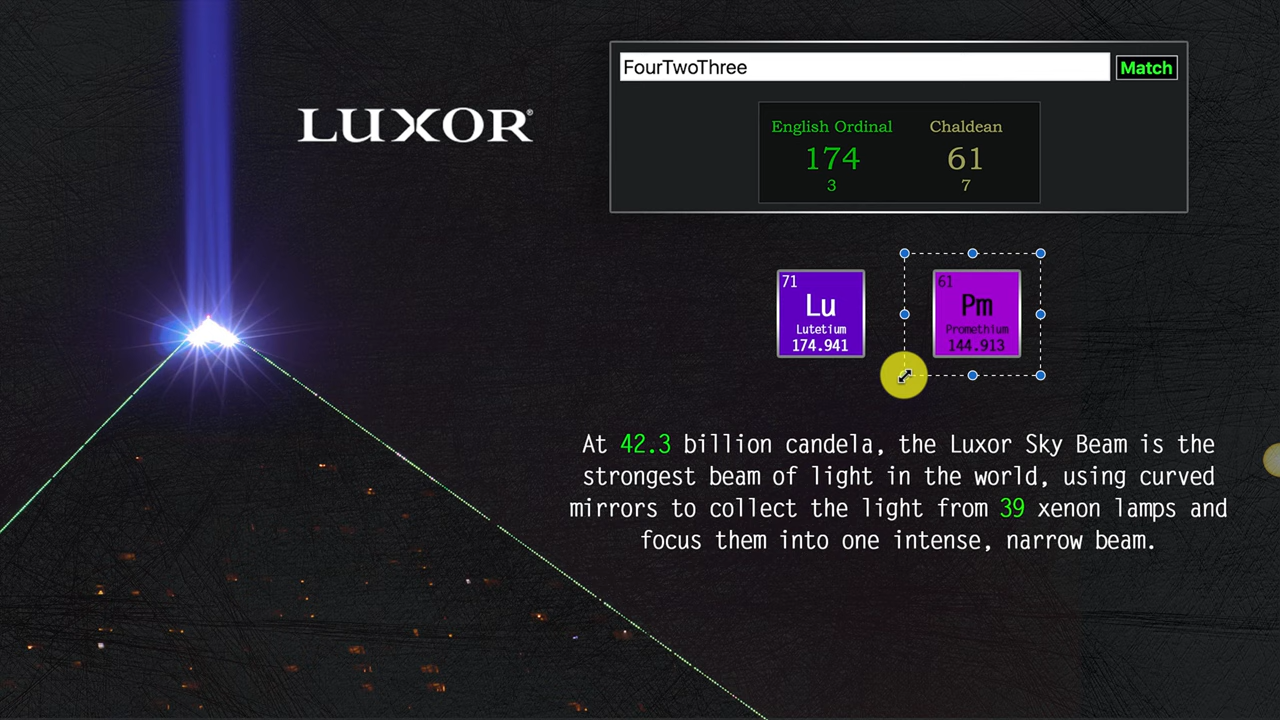 LUXOR®
FourTwoThree
Match
English Ordinal
Chaldean
174
61
3
7
71
Lu
Lutetium
174.941
61
Pm
Promethium
144.913
At 42.3 billion candela, the Luxor Sky Beam is the
strongest beam of light in the world, using curved
mirrors to collect the light from 39 xenon lamps and
focus them into one intense, narrow beam.